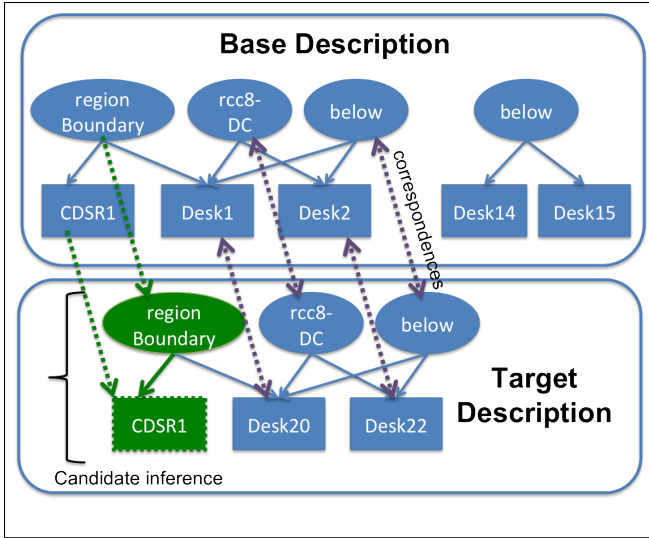 Base Description
region
Boundary
rcc8-
DC
below
below
correspondences
CDSR1
Desk1
Desk2
Desk14
Desk15
region
Boundary
rcc8-
DC
below
Target
Description
CDSR1
Desk20
Desk22
Candidate inference